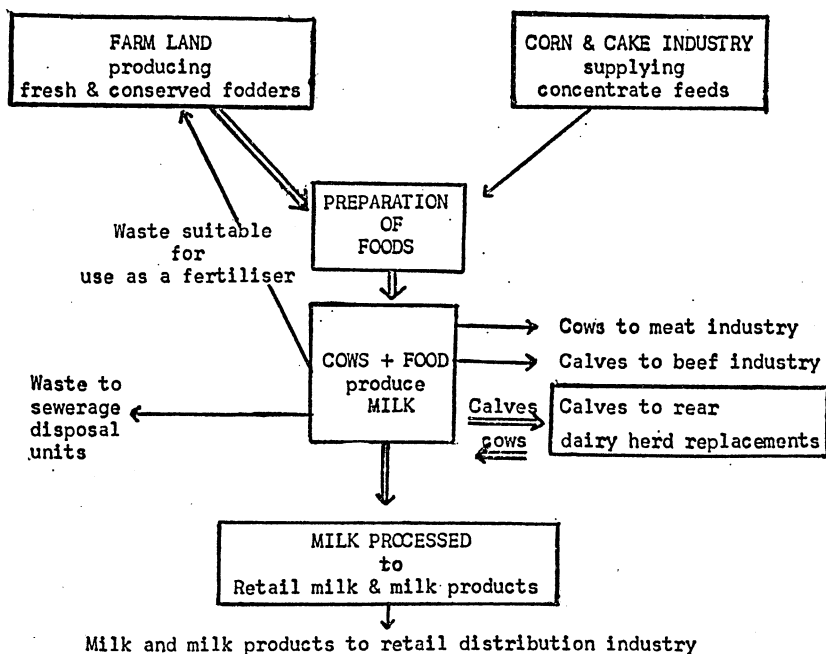 FARM LAND
producing
fresh & conserved fodders
CORN & CAKE INDUSTRY
supplying
concentrate feeds
PREPARATION
OF
FOODS
Waste suitable
for
use as a fertiliser
COWS + FOOD
produce
MILK
Cows to meat industry
Calves to beef industry
Waste to
sewerage
disposal
units
Calves
cows
Calves to rear
dairy herd replacements
MILK PROCESSED
to
Retail milk & milk products
Milk and milk products to retail distribution industry